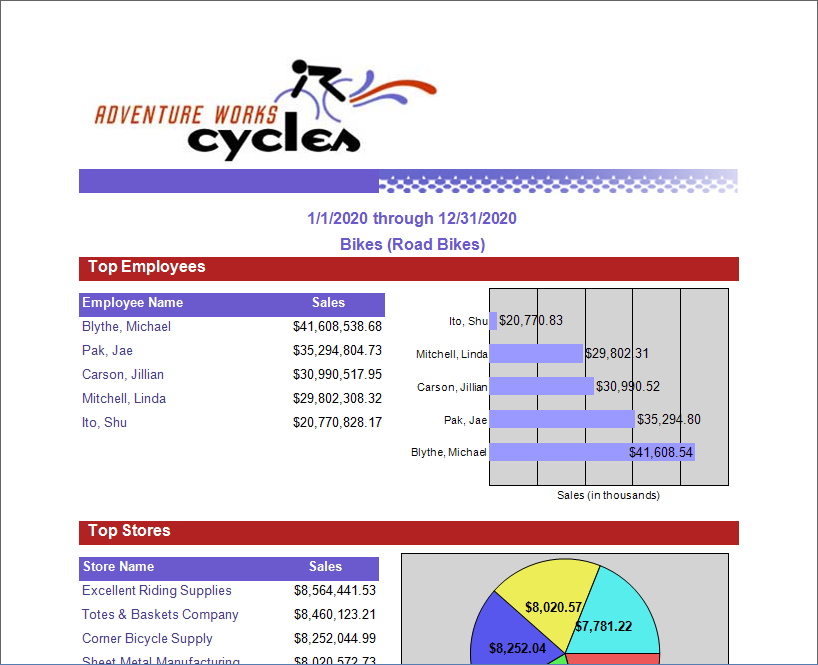 ADVENTURE WORKS
cycles
1/1/2020 through 12/31/2020
Bikes (Road Bikes)
Top Employees
Employee Name Sales
Blythe, Michael $41,608,538.68
Pak, Jae $35,294,804.73
Carson, Jillian $30,990,517.95
Mitchell, Linda $29,802,308.32
Ito, Shu $20,770,828.17
Ito, Shu $20,770.83
Mitchell, Linda $29,802.31
Carson, Jillian $30,990.52
Pak, Jae $35,294.80
Blythe, Michael $41,608.54
Sales (in thousands)
Top Stores
Store Name Sales
Excellent Riding Supplies $8,564,441.53
Totes & Baskets Company $8,460,123.21
Corner Bicycle Supply $8,252,044.99
Sheet Metal Manufacturing $8,020,572.73
$8,020.57
$7,781.22
$8,252.04